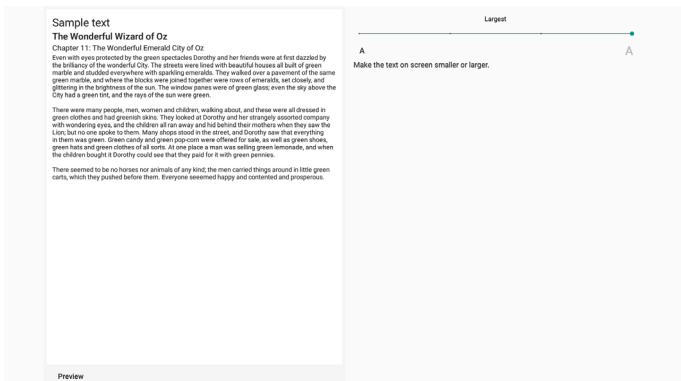 Sample text
The Wonderful Wizard of Oz
Chapter 11: The Wonderful Emerald City of Oz
Even with eyes protected by the green spectacles Dorothy and her friends were at first dazzled by
the brilliancy of the wonderful City. The streets were lined with beautiful houses all built of green
marble and studded everywhere with sparkling emeralds. They walked over a pavement of the same
green marble, and where the blocks were joined together were rows of emeralds, set closely, and
glittering in the brightness of the sun. The window panes were of green glass; even the sky above the
City had a green tint, and the rays of the sun were green.
There were many people, men, women and children, walking about, and these were all dressed in
green clothes and had greenish skins. They looked at Dorothy and her strangely assorted company
with wondering eyes, and the children all ran away and hid behind their mothers when they saw the
Lion; but no one spoke to them. Many shops stood in the street, and Dorothy saw that everything
in them was green. Green candy and green pop-corn were offered for sale, as well as green shoes,
green hats and green clothes of all sorts. At one place a man was selling green lemonade, and when
the children bought it Dorothy could see that they paid for it with green pennies.
There seemed to be no horses nor animals of any kind; the men carried things around in little green
carts, which they pushed before them. Everyone seeemed happy and contented and prosperous.
Preview
Largest
A A
Make the text on screen smaller or larger.